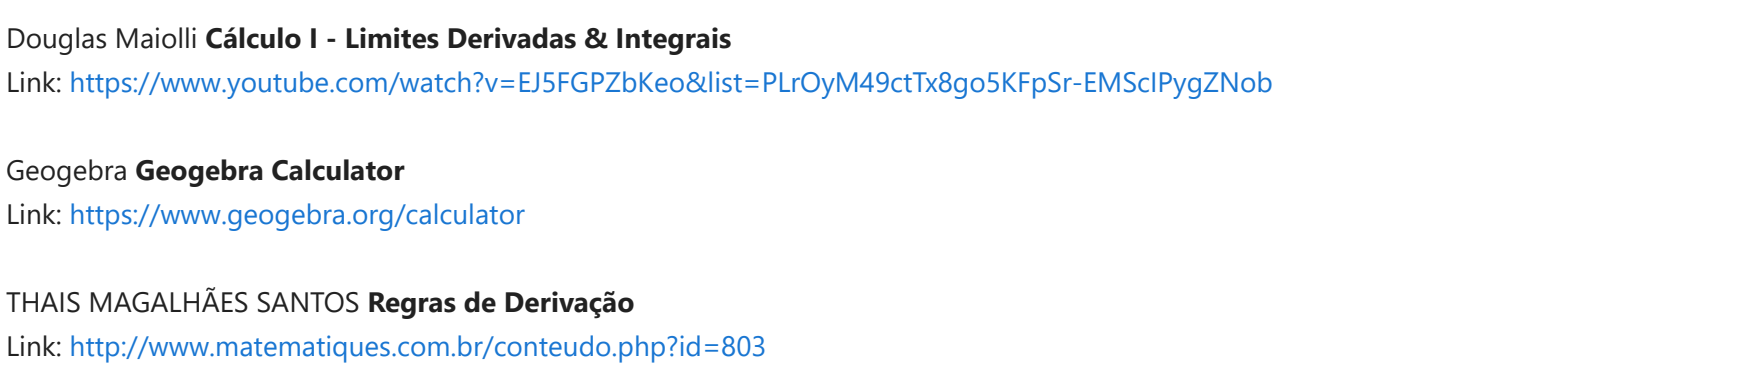 Douglas Maiolli Cálculo I - Limites Derivadas & Integrais
Link: https://www.youtube.com/watch?v=EJ5FGPZbKeo&list=PLrOyM49ctTx8go5KFpSr-EMScIPygZNob
Geogebra Geogebra Calculator
Link: https://www.geogebra.org/calculator
THAIS MAGALHÃES SANTOS Regras de Derivação
Link: http://www.matematiques.com.br/conteudo.php?id=803